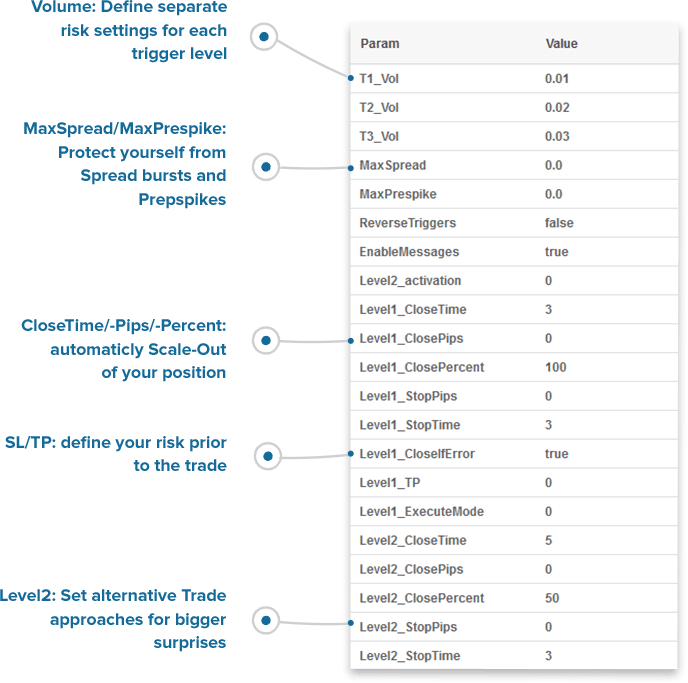 Volume: Define separate
risk settings for each
trigger level
MaxSpread/MaxPrespike:
Protect yourself from
Spread bursts and
Prepspikes
CloseTime/-Pips/-Percent:
automaticly Scale-Out
of your position
SL/TP: define your risk prior
to the trade
Level2: Set alternative Trade
approaches for bigger
surprises
Param Value
T1_Vol 0.01
T2_Vol 0.02
T3_Vol 0.03
MaxSpread 0.0
MaxPrespike 0.0
ReverseTriggers false
EnableMessages true
Level2_activation 0
Level1_CloseTime 3
Level1_ClosePips 0
Level1_ClosePercent 100
Level1_StopPips 0
Level1_StopTime 3
Level1_CloseIfError true
Level1_TP 0
Level1_ExecuteMode 0
Level2_CloseTime 5
Level2_ClosePips 0
Level2_ClosePercent 50
Level2_StopPips 0
Level2_StopTime 3